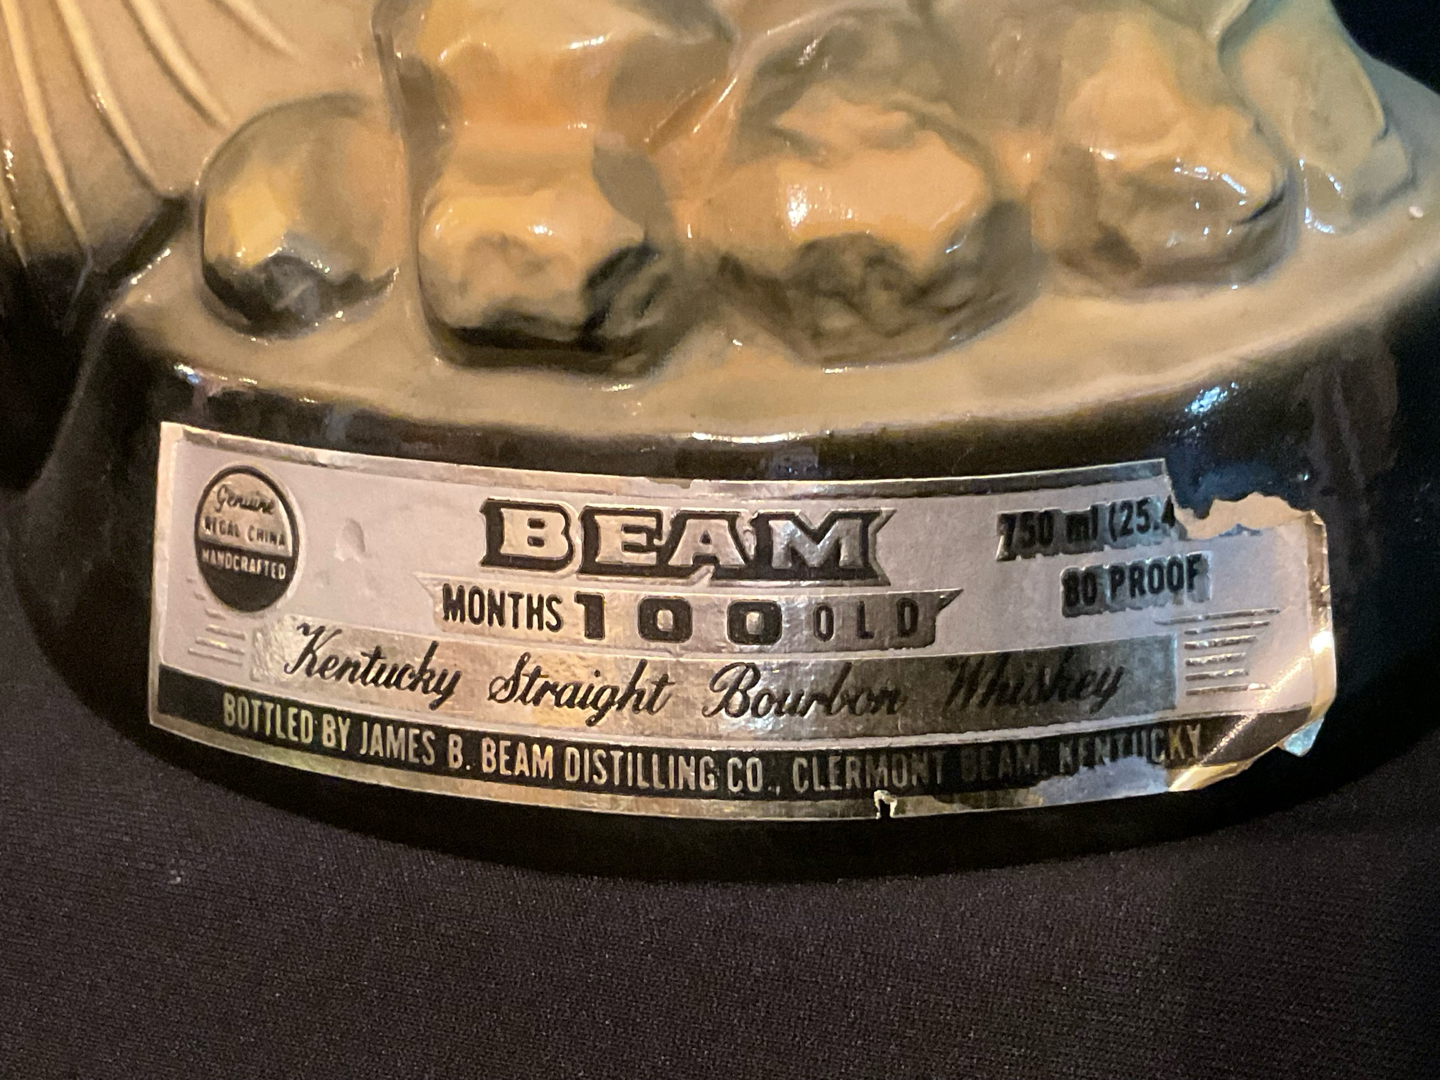 Genuine
REGAL CHINA
HANDCRAFTED
BEAM
MONTHS 100 OLD
750 ml (25.4
80 PROOF
Kentucky Straight Bourbon Whiskey
BOTTLED BY JAMES B. BEAM DISTILLING CO., CLERMONT BEAM, KENTUCKY